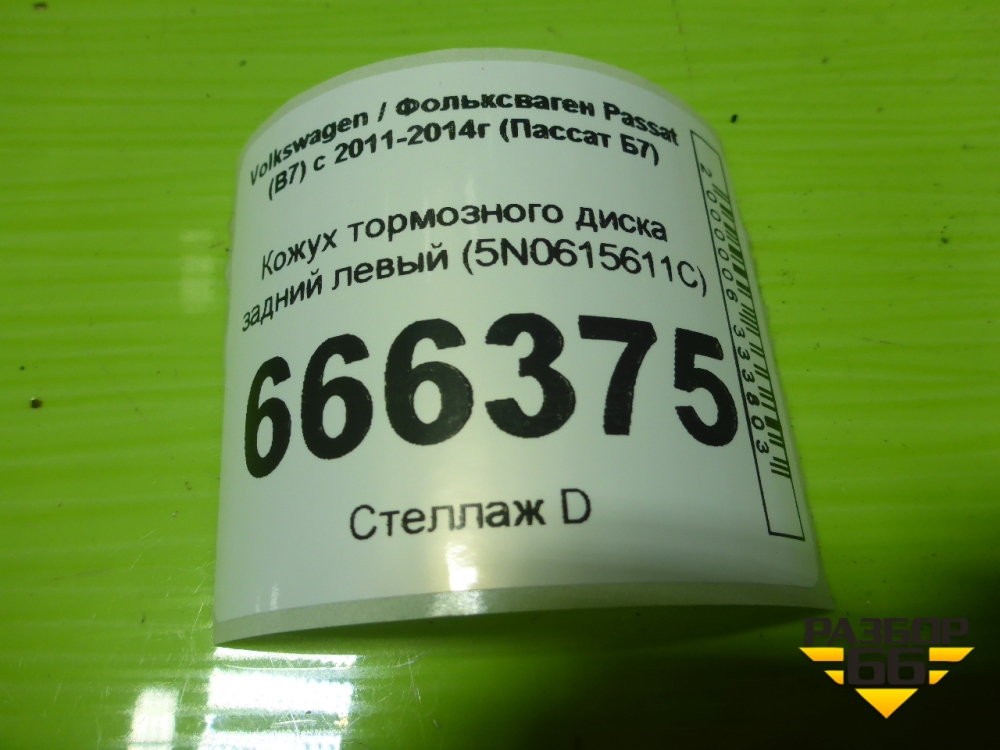 Volkswagen / Фольксваген Passat
(B7) с 2011-2014г (Пассат Б7)
Кожух тормозного диска
задний левый (5N0615611C)
666375
Стеллаж D
2000006333803
РАЗБОР
66